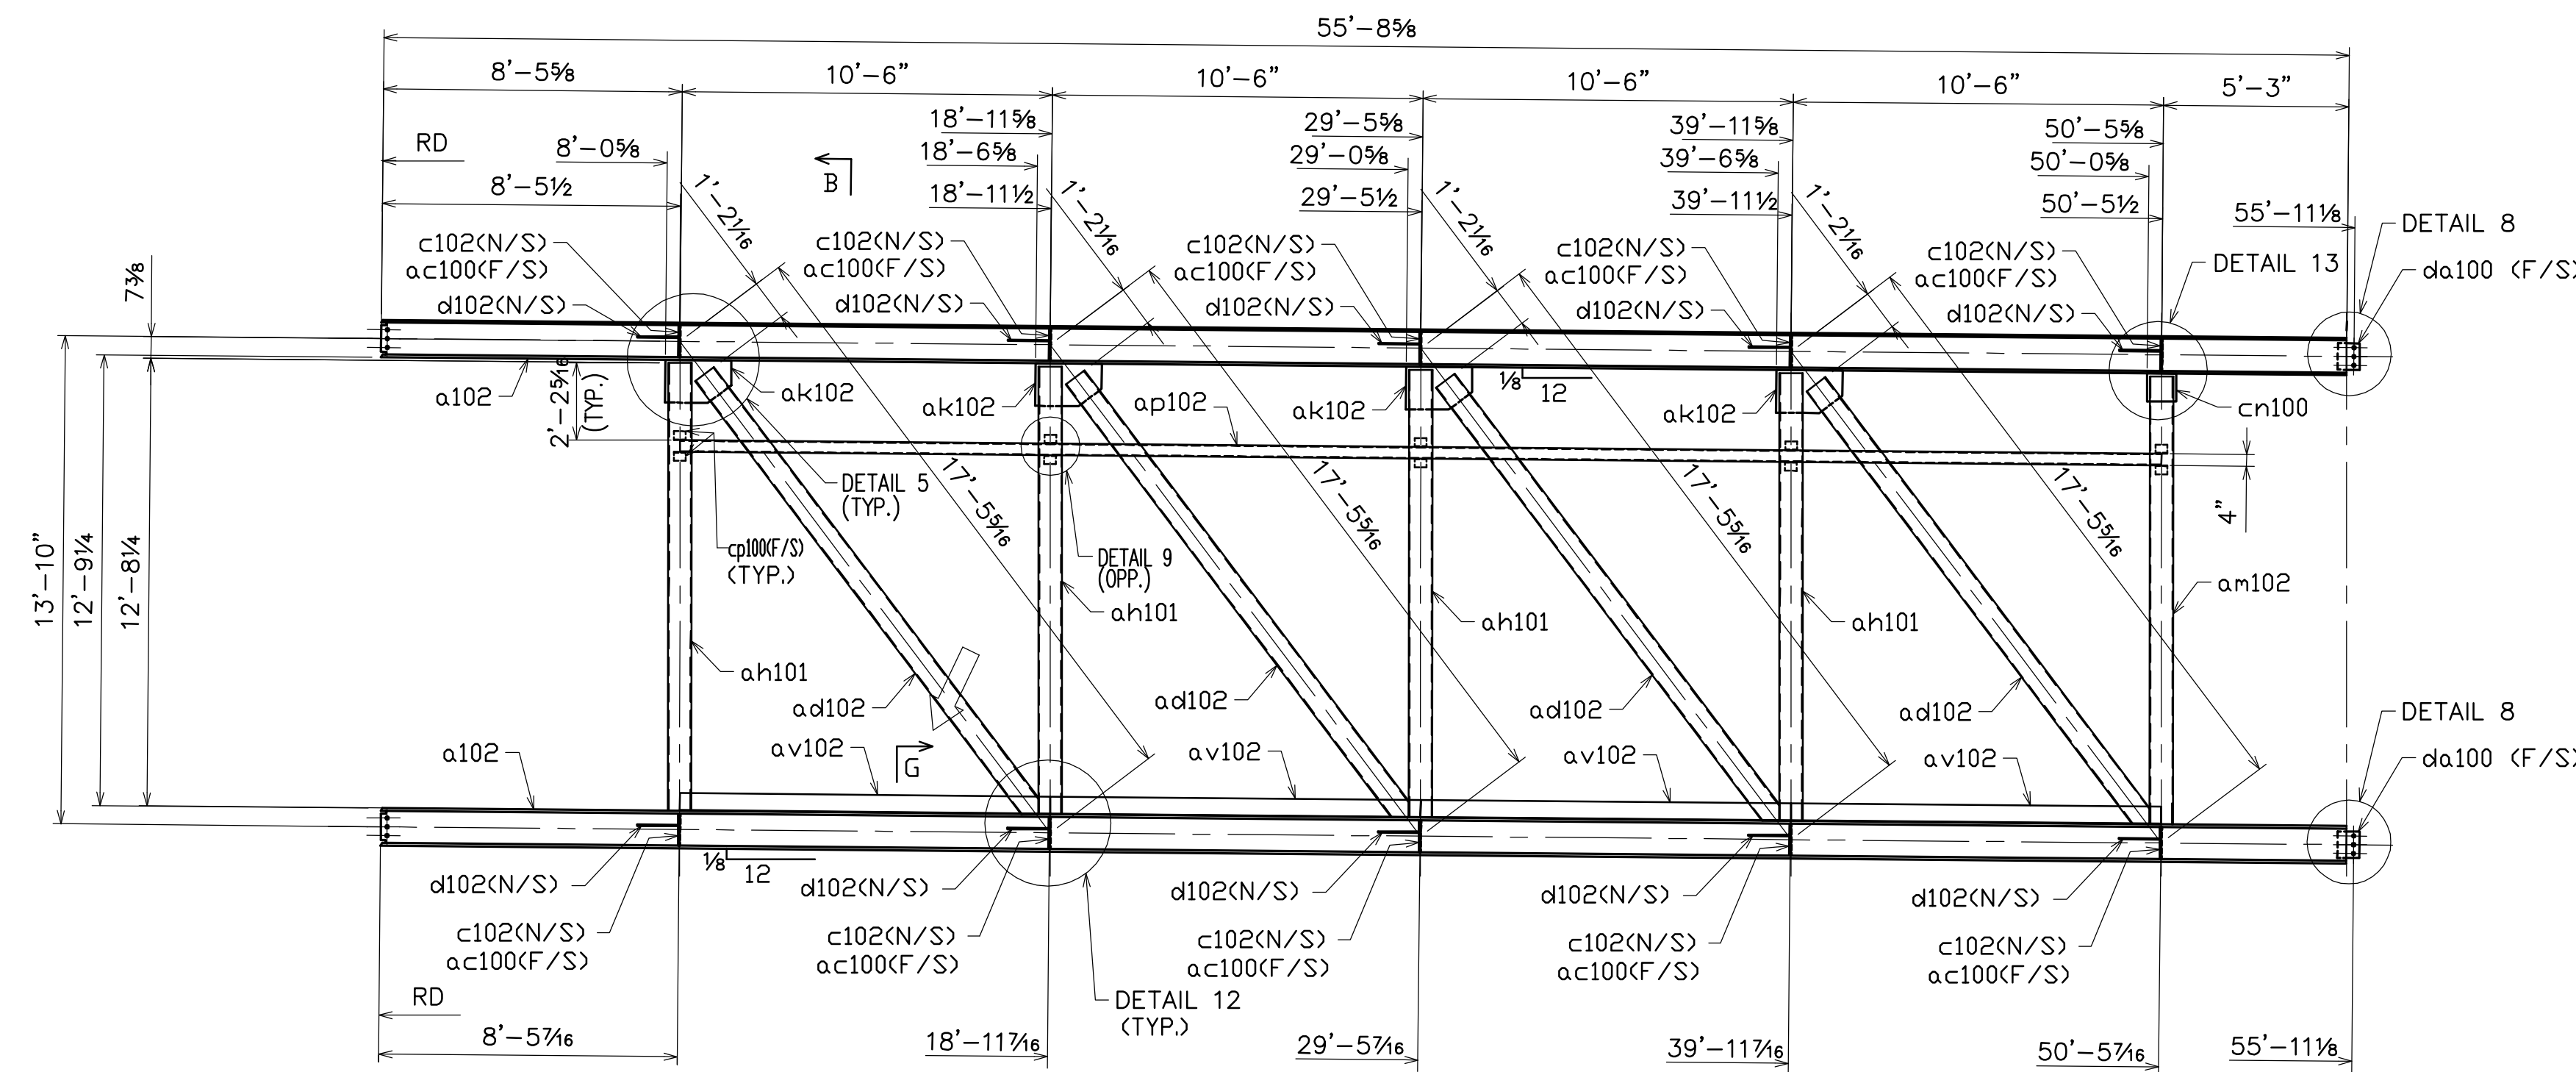 55'-8⅝
8'-5⅝
10'-6"
10'-6"
10'-6"
10'-6"
5'-3"
RD
8'-0⅝
8'-5½
B
18'-11⅝
18'-6⅝
18'-11½
29'-5⅝
29'-0⅝
29'-5½
39'-11⅝
39'-6⅝
39'-11½
50'-5⅝
50'-0⅝
50'-5½
55'-11⅛
DETAIL 8
DETAIL 13
da100 (F/S)
1'-21⁄16
1'-21⁄16
1'-21⁄16
1'-21⁄16
c102(N/S)
ac100(F/S)
d102(N/S)
c102(N/S)
ac100(F/S)
d102(N/S)
c102(N/S)
ac100(F/S)
d102(N/S)
c102(N/S)
ac100(F/S)
d102(N/S)
c102(N/S)
ac100(F/S)
d102(N/S)
7⅜
a102
2'-25⁄16
(TYP.)
ak102
ak102
ap102
ak102
⅛
12
ak102
cn100
DETAIL 5
(TYP.)
17'-55⁄16
17'-55⁄16
17'-55⁄16
17'-55⁄16
4"
cp100(F/S)
(TYP.)
DETAIL 9
(OPP.)
13'-10"
12'-9¼
12'-8¼
ah101
ah101
ah101
ah101
am102
ad102
ad102
ad102
ad102
a102
av102
G
av102
av102
av102
DETAIL 8
da100 (F/S)
⅛
12
d102(N/S)
d102(N/S)
d102(N/S)
d102(N/S)
d102(N/S)
c102(N/S)
ac100(F/S)
c102(N/S)
ac100(F/S)
c102(N/S)
ac100(F/S)
c102(N/S)
ac100(F/S)
c102(N/S)
ac100(F/S)
RD
DETAIL 12
(TYP.)
8'-57⁄16
18'-117⁄16
29'-57⁄16
39'-117⁄16
50'-57⁄16
55'-11⅛